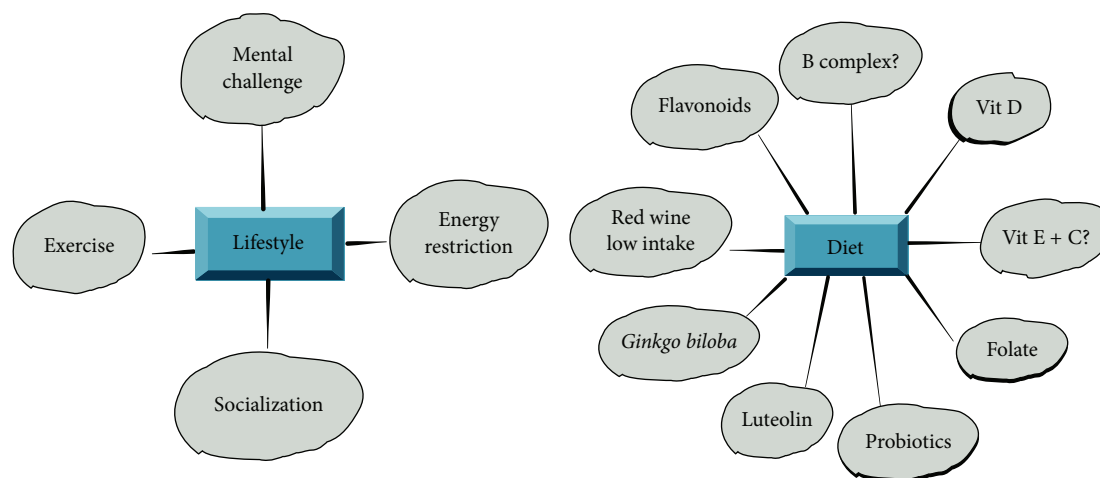 Mental
challenge
Exercise
Lifestyle
Energy
restriction
Socialization
B complex?
Flavonoids
Vit D
Red wine
low intake
Diet
Vit E + C?
Ginkgo biloba
Folate
Luteolin
Probiotics